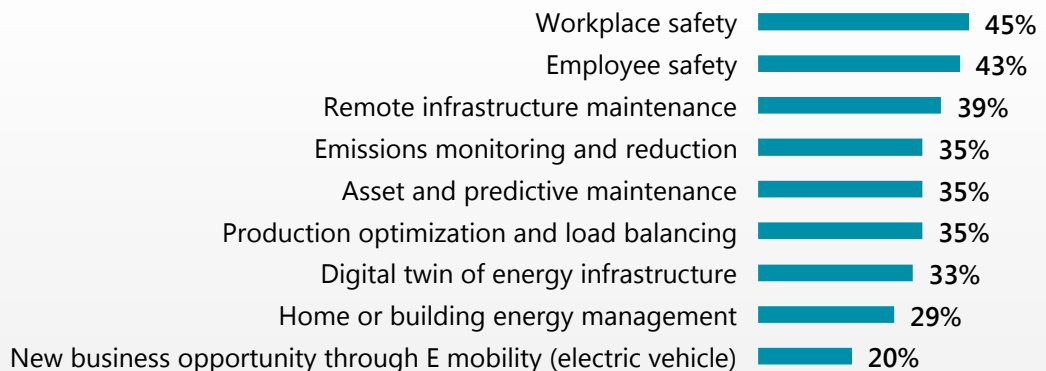 Workplace safety 45%
Employee safety 43%
Remote infrastructure maintenance 39%
Emissions monitoring and reduction 35%
Asset and predictive maintenance 35%
Production optimization and load balancing 35%
Digital twin of energy infrastructure 33%
Home or building energy management 29%
New business opportunity through E mobility (electric vehicle) 20%